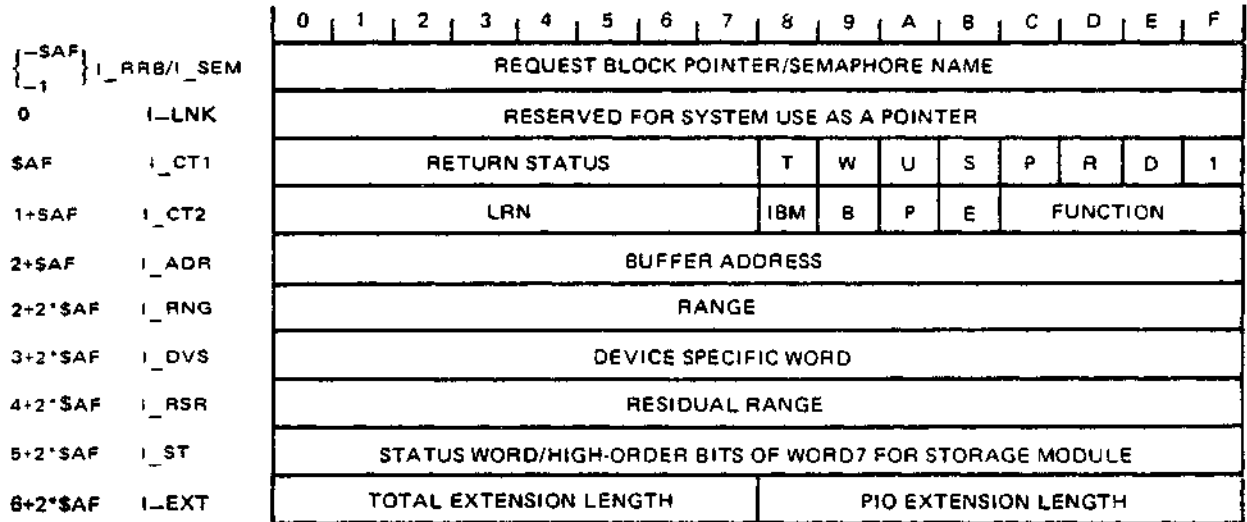 0 1 2 3 4 5 6 7 8 9 A B C D E F
{-$AF -1} I_RRB/I_SEM REQUEST BLOCK POINTER/SEMAPHORE NAME
0 I_LNK RESERVED FOR SYSTEM USE AS A POINTER
$AF I_CT1 RETURN STATUS T W U S P R D 1
1+$AF I_CT2 LRN IBM B P E FUNCTION
2+$AF I_ADR BUFFER ADDRESS
2+2*$AF I_RNG RANGE
3+2*$AF I_DVS DEVICE SPECIFIC WORD
4+2*$AF I_RSR RESIDUAL RANGE
5+2*$AF I_ST STATUS WORD/HIGH-ORDER BITS OF WORD7 FOR STORAGE MODULE
6+2*$AF I_EXT TOTAL EXTENSION LENGTH PIO EXTENSION LENGTH